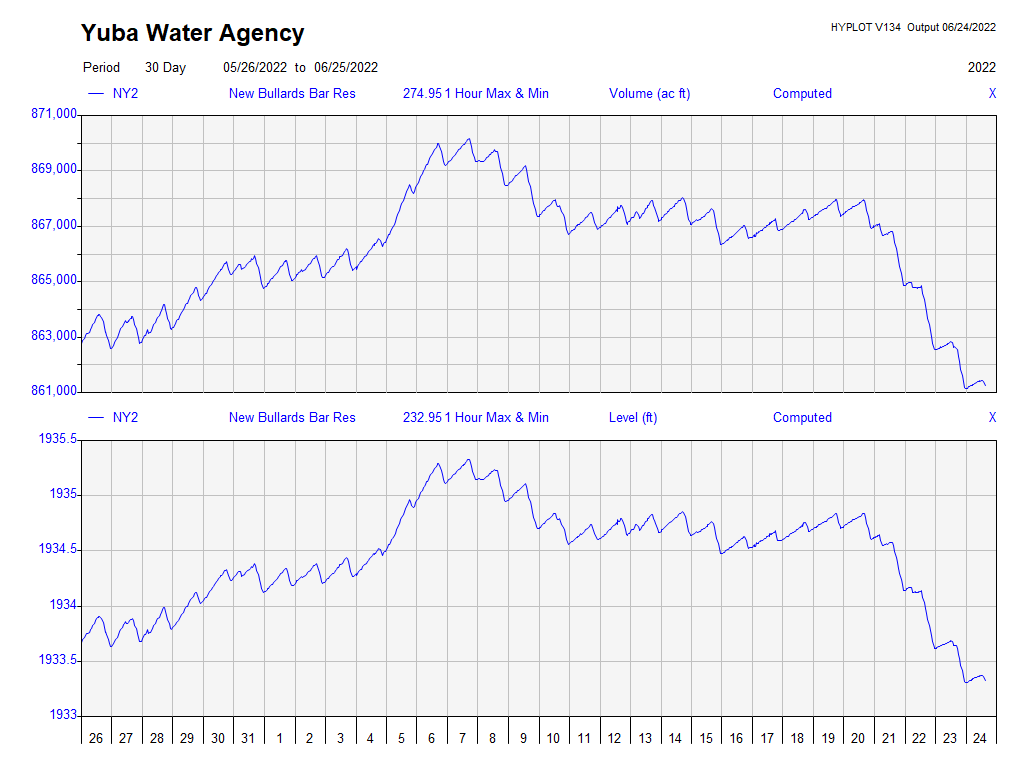 Yuba Water Agency
HYPLOT V134 Output 06/24/2022
Period 30 Day 05/26/2022 to 06/25/2022 2022
NY2 New Bullards Bar Res 274.95 1 Hour Max & Min Volume (ac ft) Computed X
871,000
869,000
867,000
865,000
863,000
861,000
NY2 New Bullards Bar Res 232.95 1 Hour Max & Min Level (ft) Computed X
1935.5
1935
1934.5
1934
1933.5
1933
26 27 28 29 30 31 1 2 3 4 5 6 7 8 9 10 11 12 13 14 15 16 17 18 19 20 21 22 23 24